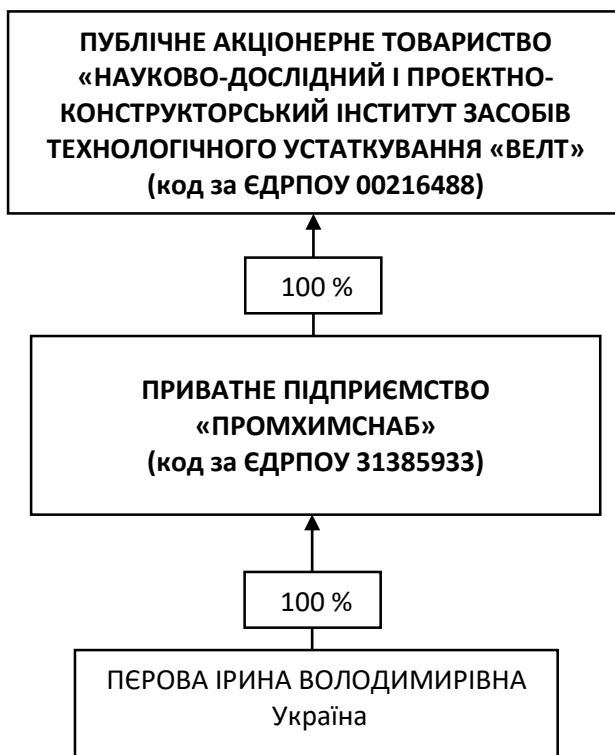 ПУБЛІЧНЕ АКЦІОНЕРНЕ ТОВАРИСТВО
«НАУКОВО-ДОСЛІДНИЙ І ПРОЕКТНО-
КОНСТРУКТОРСЬКИЙ ІНСТИТУТ ЗАСОБІВ
ТЕХНОЛОГІЧНОГО УСТАТКУВАННЯ «ВЕЛТ»
(код за ЄДРПОУ 00216488)
100 %
ПРИВАТНЕ ПІДПРИЄМСТВО
«ПРОМХИМСНАБ»
(код за ЄДРПОУ 31385933)
100 %
ПЄРОВА ІРИНА ВОЛОДИМИРІВНА
Україна